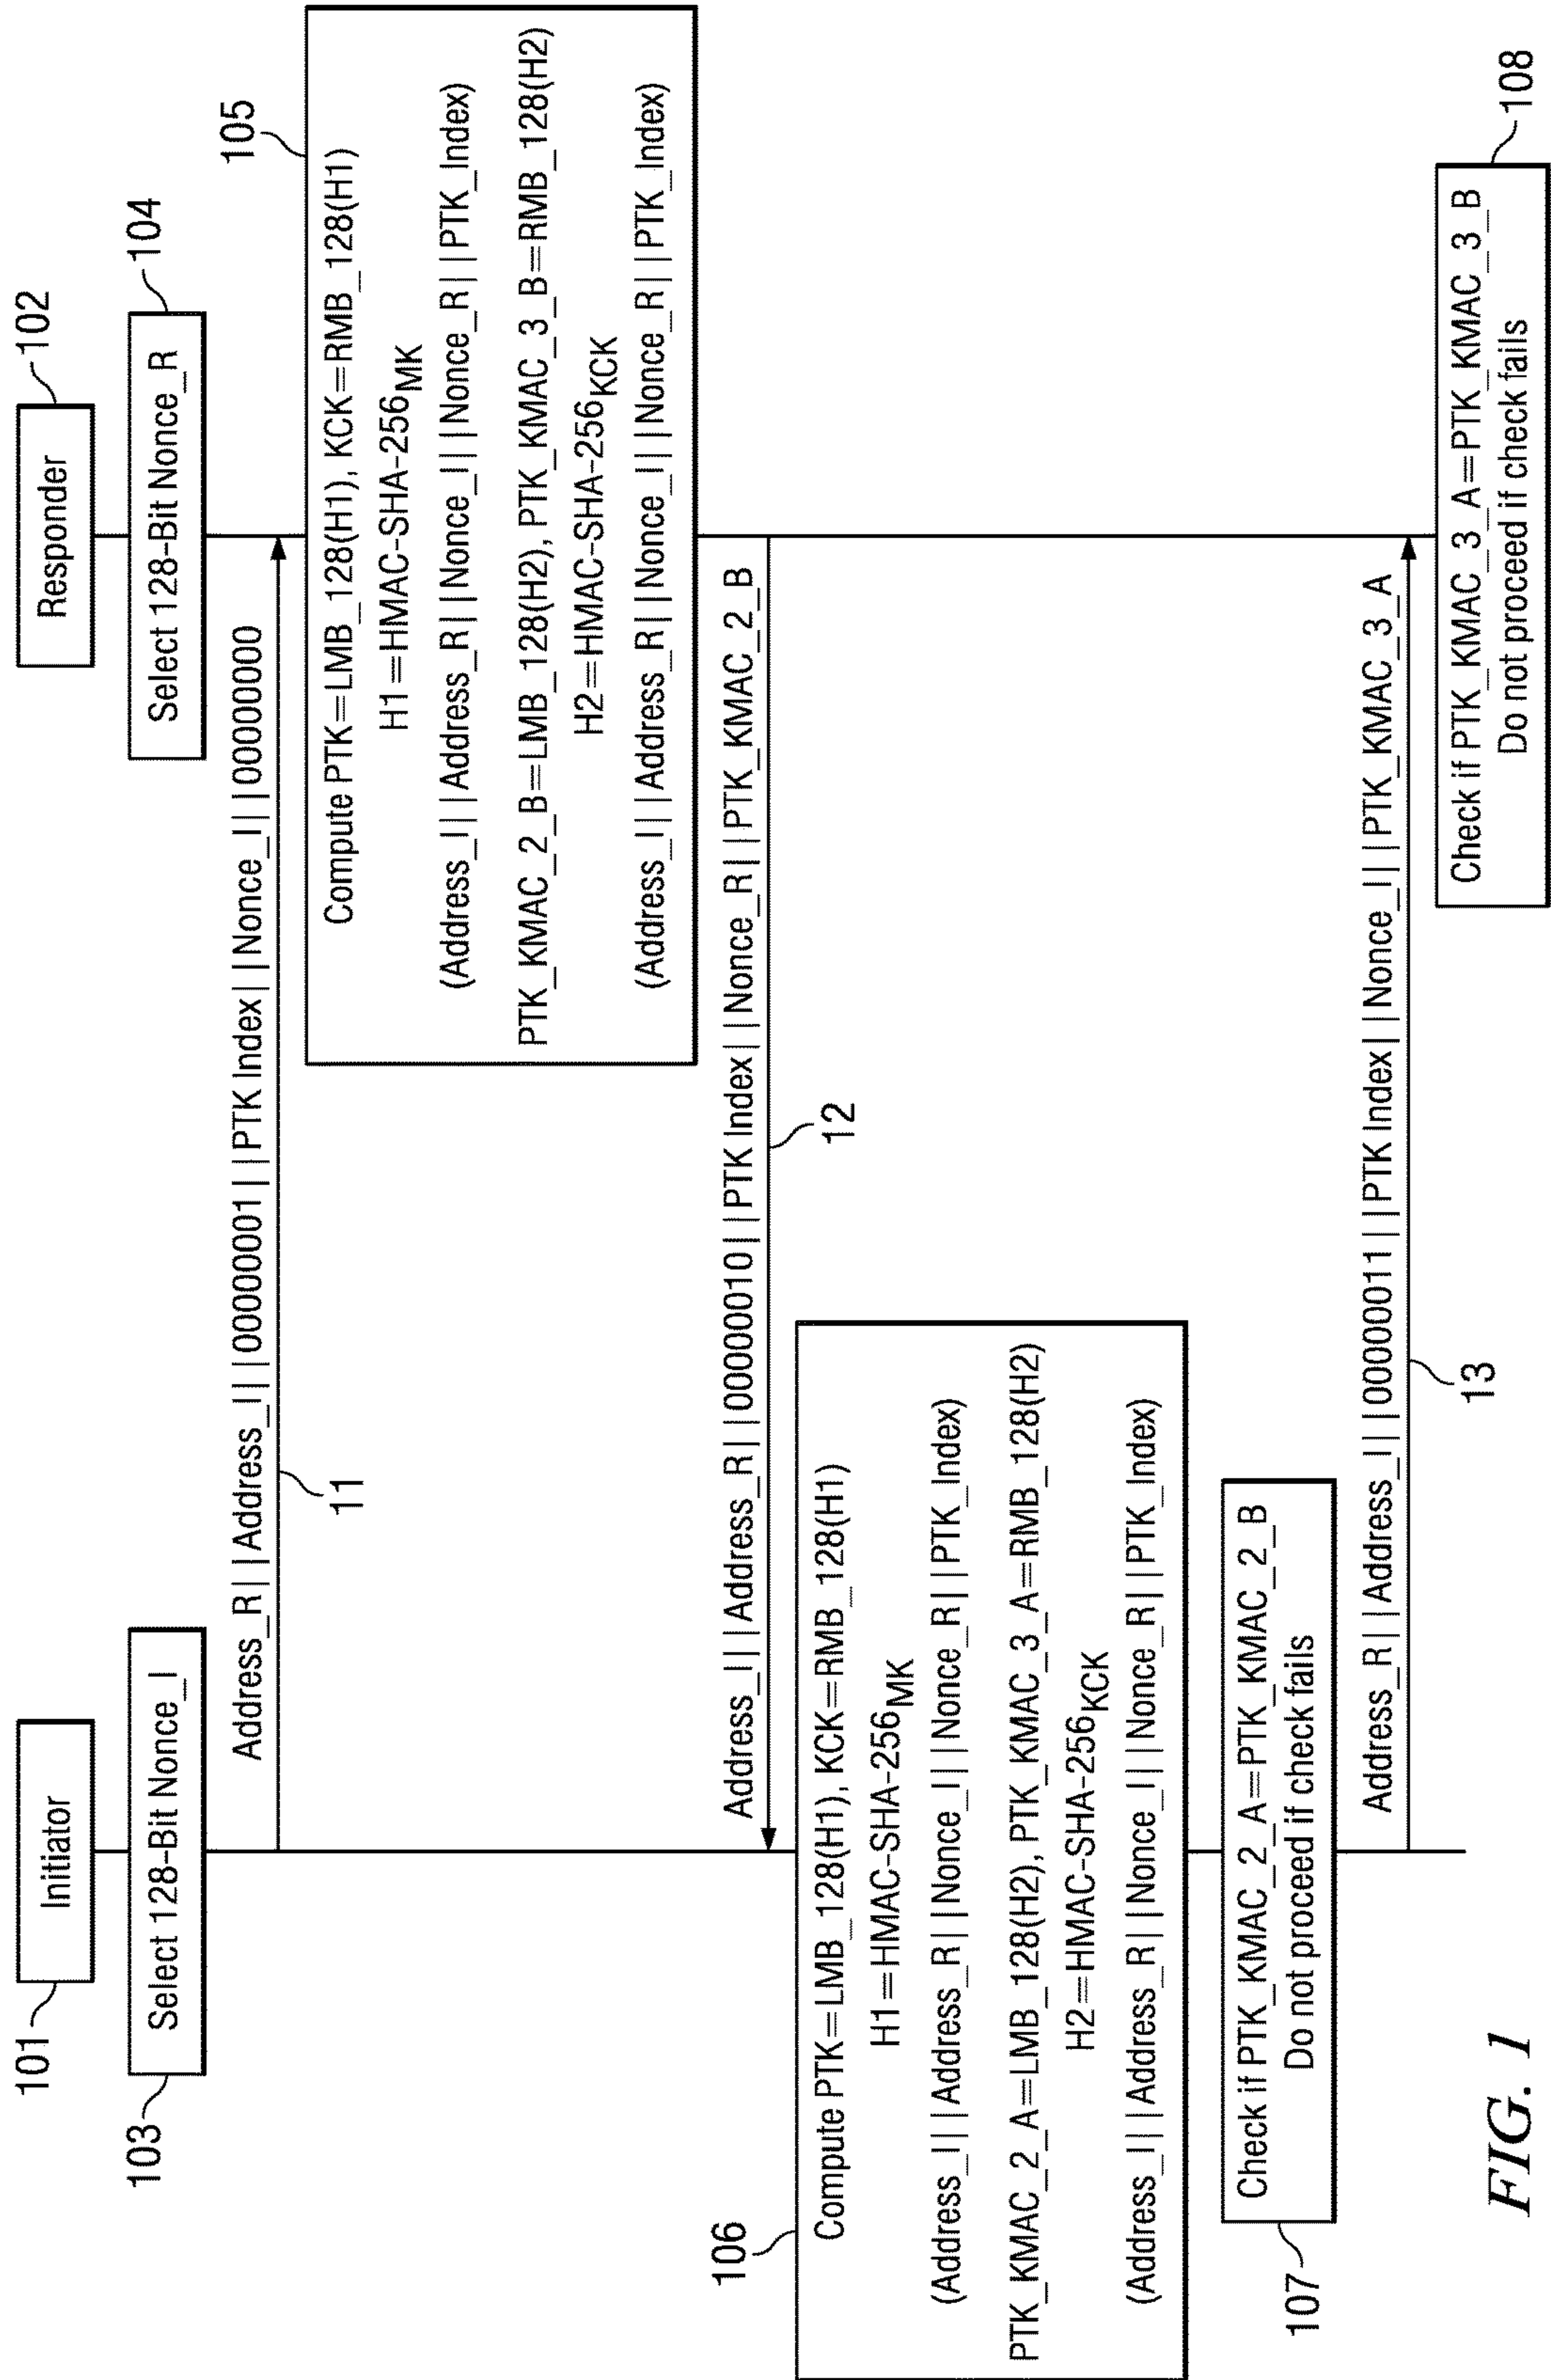 Initiator
101
Responder
102
Select 128-Bit Nonce_I
103
Select 128-Bit Nonce_R
104
Address_R||Address_I||0000001||PTK Index||Nonce_I||0000000
11
105
Compute PTK=LMB_128(H1), KCK=RMB_128(H1)
H1=HMAC-SHA-256MK
(Address_I||Address_R||Nonce_I||Nonce_R||PTK_Index)
PTK_KMAC_2_B=LMB_128(H2), PTK_KMAC_3_B=RMB_128(H2)
H2=HMAC-SHA-256KCK
(Address_I||Address_R||Nonce_I||Nonce_R||PTK_Index)
Address_I||Address_R||00000010||PTK Index||Nonce_R||PTK_KMAC_2_B
12
106
Compute PTK=LMB_128(H1), KCK=RMB_128(H1)
H1=HMAC-SHA-256MK
(Address_I||Address_R||Nonce_I||Nonce_R||PTK_Index)
PTK_KMAC_2_A=LMB_128(H2), PTK_KMAC_3_A=RMB_128(H2)
H2=HMAC-SHA-256KCK
(Address_I||Address_R||Nonce_I||Nonce_R||PTK_Index)
107
Check if PTK_KMAC_2_A=PTK_KMAC_2_B
Do not proceed if check fails
Address_R||Address_I||0000011||PTK Index||Nonce_I||PTK_KMAC_3_A
13
108
Check if PTK_KMAC_3_A=PTK_KMAC_3_B
Do not proceed if check fails
FIG. 1